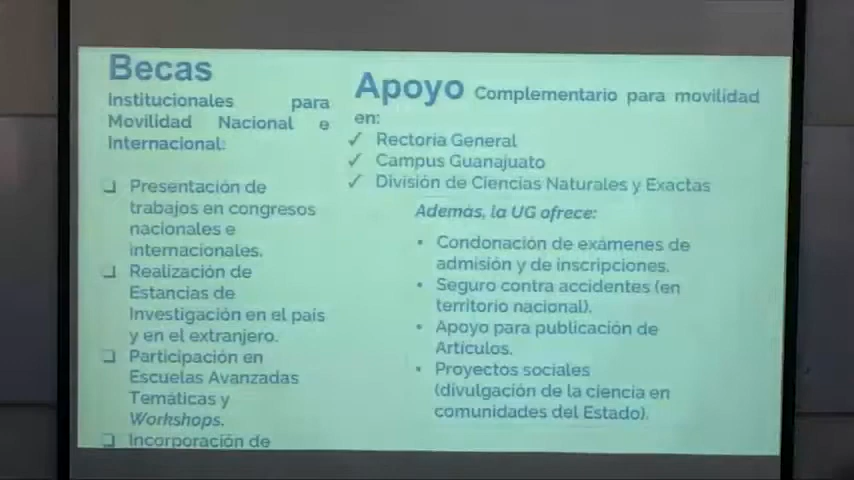 Becas
Institucionales para
Movilidad Nacional e
Internacional:
❑ Presentación de
trabajos en congresos
nacionales e
internacionales.
❑ Realización de
Estancias de
Investigación en el país
y en el extranjero.
❑ Participación en
Escuelas Avanzadas
Temáticas y
Workshops.
❑ Incorporación de
Apoyo Complementario para movilidad
en:
✓ Rectoría General
✓ Campus Guanajuato
✓ División de Ciencias Naturales y Exactas
Además, la UG ofrece:
• Condonación de exámenes de
admisión y de inscripciones.
• Seguro contra accidentes (en
territorio nacional).
• Apoyo para publicación de
Artículos.
• Proyectos sociales
(divulgación de la ciencia en
comunidades del Estado).